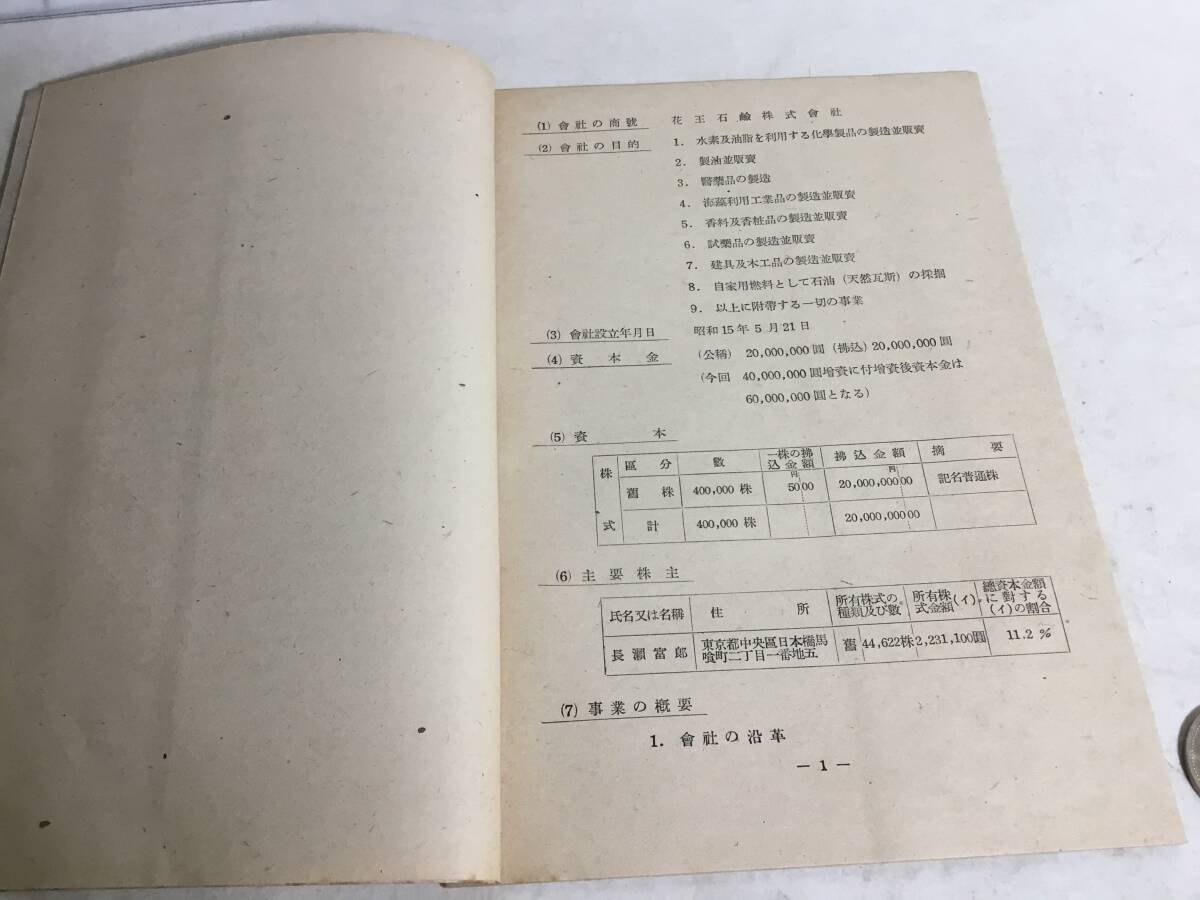 (1) 會社の商號 花王石鹼株式會社
(2) 會社の目的 1. 水素及油脂を利用する化學製品の製造並販賣
2. 製油並販賣
3. 醫藥品の製造
4. 海藻利用工業品の製造並販賣
5. 香料及香粧品の製造並販賣
6. 試藥品の製造並販賣
7. 建具及木工品の製造並販賣
8. 自家用燃料として石油（天然瓦斯）の採掘
9. 以上に附帶する一切の事業
(3) 會社設立年月日 昭和15年5月21日
(4) 資本金 (公稱) 20,000,000圓 (拂込) 20,000,000圓
(今回 40,000,000圓增資に付增資後資本金は
60,000,000圓となる)
(5) 資本
株式 區分 數 一株の拂込金額 拂込金額 摘要
舊株 400,000株 50円00 20,000,000円00 記名普通株
計 400,000株 20,000,00000
(6) 主要株主
氏名又は名稱 住所 所有株式の種類及び數 所有株式金額(イ) 總資本金額に對する(イ)の割合
長瀨富郎 東京都中央區日本橋馬喰町二丁目一番地五 舊 44,622株 2,231,100圓 11.2%
(7) 事業の槪要
1. 會社の沿革
— 1 —